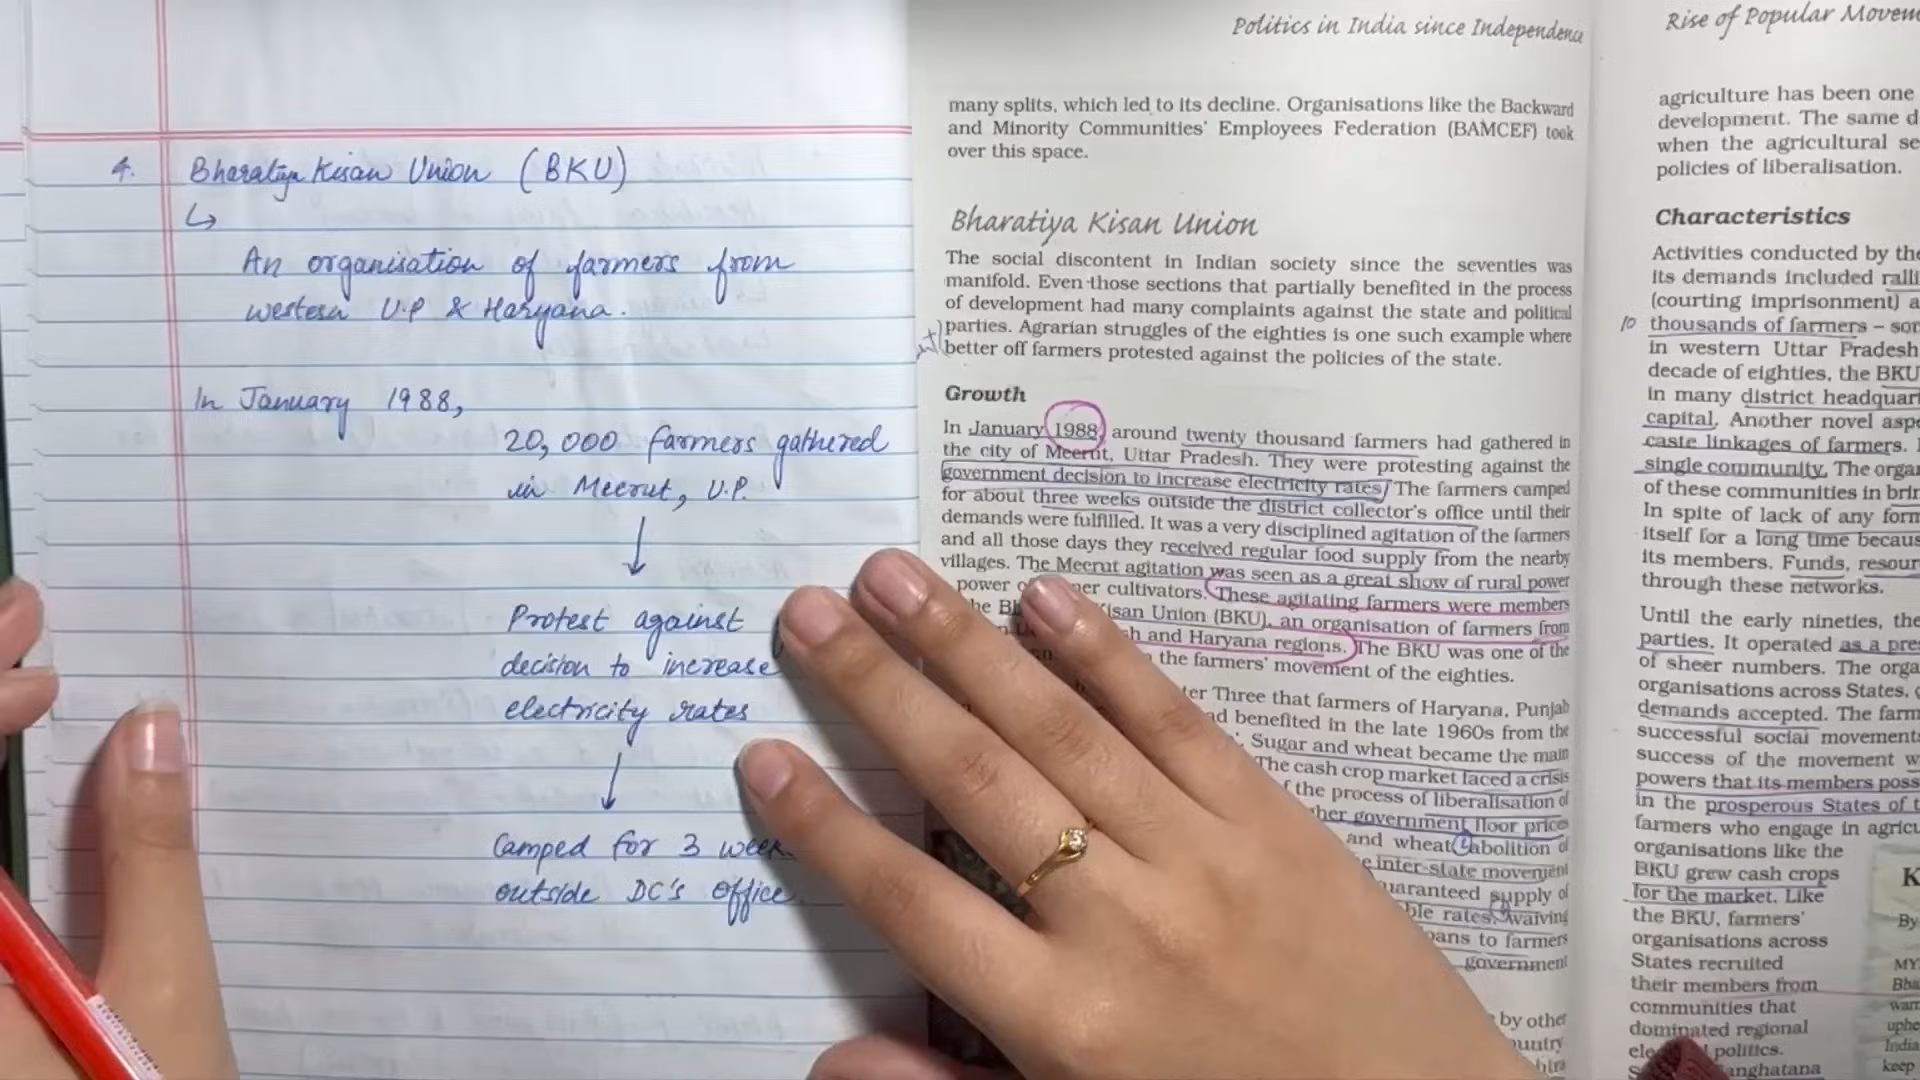 4. Bharatiya Kisan Union (BKU)
An organisation of farmers from
western U.P & Haryana.
In January 1988,
20,000 farmers gathered
in Meerut, U.P.
Protest against
decision to increase
electricity rates
Camped for 3
outside DC's office
Politics in India since
many splits, which led to its decline. Organisations like the Backward
and Minority Communities' Employees Federation (BAMCEF) took
over this space.
Bharatiya Kisan Union
The social discontent in Indian society since the seventies was
manifold. Even those sections that partially benefited in the process
of development had many complaints against the state and political
parties. Agrarian struggles of the eighties is one such example where
better off farmers protested against the policies of the state.
Growth
In January 1988, around twenty thousand farmers had gathered in
the city of Meerut, Uttar Pradesh. They were protesting against the
government decision to increase electricity rates. The farmers camped
for about three weeks outside the district collector's office until their
demands were fulfilled. It was a very disciplined agitation of the farmers
and all those days they received regular food supply from the nearby
villages. The Meerut agitation was seen as a great show of rural power
power cultivators. These agitating farmers were members
Kisan Union (BKU), an organisation of farmers from
and Haryana regions. The BKU was one of the
the farmers' movement of the eighties.
Three that farmers of Haryana, Punjab
benefited in the late 1960s from the
Sugar and wheat became the main
The cash crop market faced a crisis
the process of liberalisation of
government floor prices
and wheat, abolition of
inter-state movement
supply of
rates, waiving
to farmers
government
by other
Rise of Popular
agriculture has been one
development. The same
when the agricultural
policies of liberalisation.
Characteristics
Activities conducted by the
its demands included
(courting imprisonment)
10 thousands of farmers –
in western Uttar Pradesh
decade of eighties, the BKU
in many district
capital. Another novel
caste linkages of farmers.
single community. The
of these communities in
In spite of lack of any
itself for a long time
its members. Funds,
through these networks.
Until the early nineties, the
parties. It operated as a
of sheer numbers. The
organisations across States,
demands accepted. The
successful social
success of the movement
powers that its members
in the prosperous States of
farmers who engage in
organisations like the
BKU grew cash crops
for the market. Like
the BKU, farmers'
organisations across
States recruited
their members from
communities that
dominated regional
politics.
By